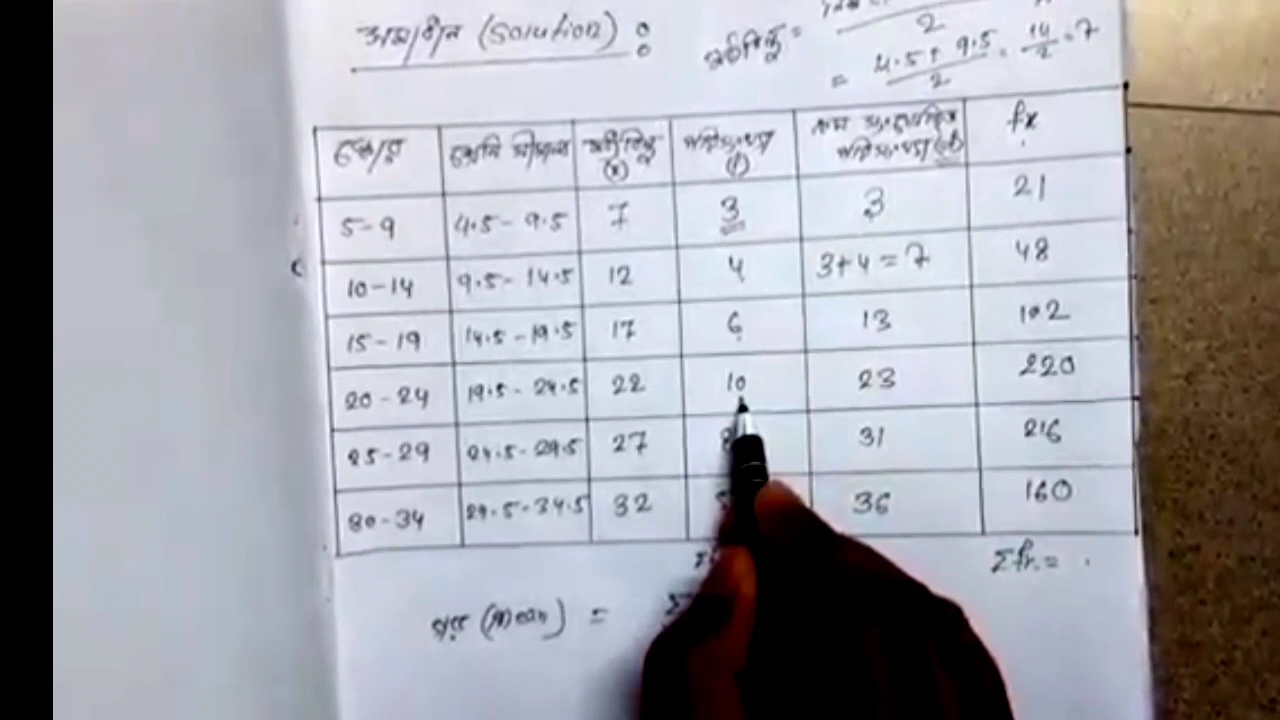 সমাধান (Solution) :
মধ্যবিন্দু =
2
= 4.5 + 9.5 / 2 = 14 / 2 = 7
স্কোর শ্রেণি সীমানা মধ্যবিন্দু (x) পরিসংখ্যা (f) ক্রম যৌগিক পরিসংখ্যা (cf) fx
5-9 4.5-9.5 7 3 3 21
10-14 9.5-14.5 12 4 3+4=7 48
15-19 14.5-19.5 17 6 13 102
20-24 19.5-24.5 22 10 23 220
25-29 24.5-29.5 27 31 216
30-34 29.5-34.5 32 36 160
Σfx =
গড় (Mean) =